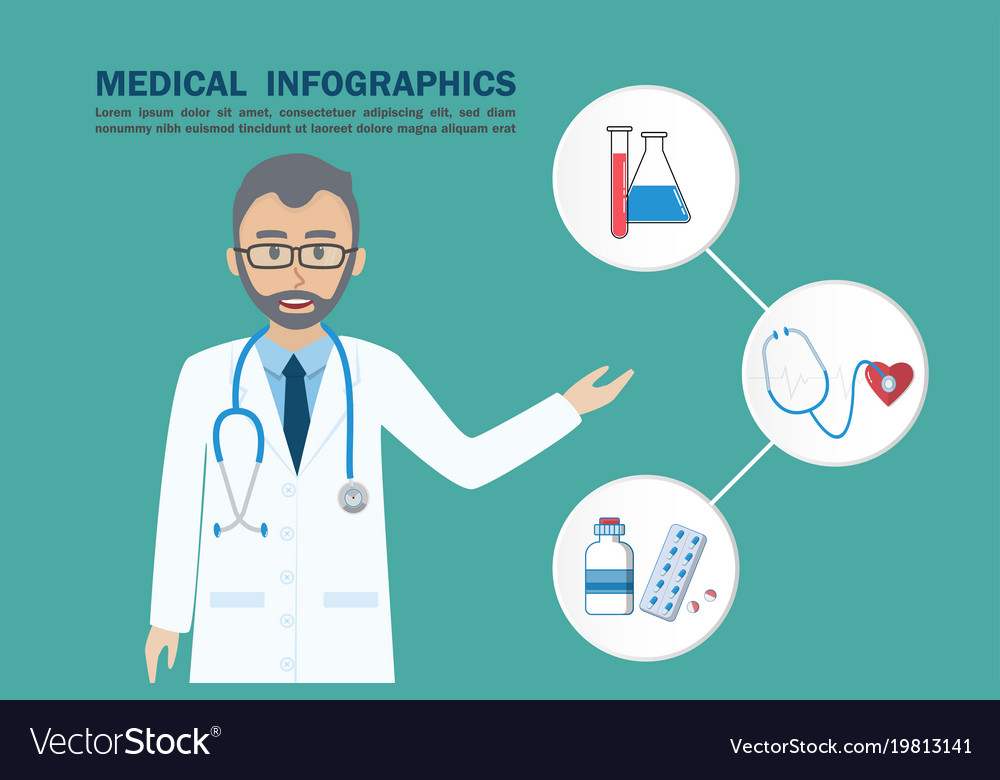 MEDICAL INFOGRAPHICS
Lorem ipsum dolor sit amet, consectetuer adipiscing elit, sed diam
nonummy nibh euismod tincidunt ut laoreet dolore magna aliquam erat
VectorStock®
VectorStock.com/19813141